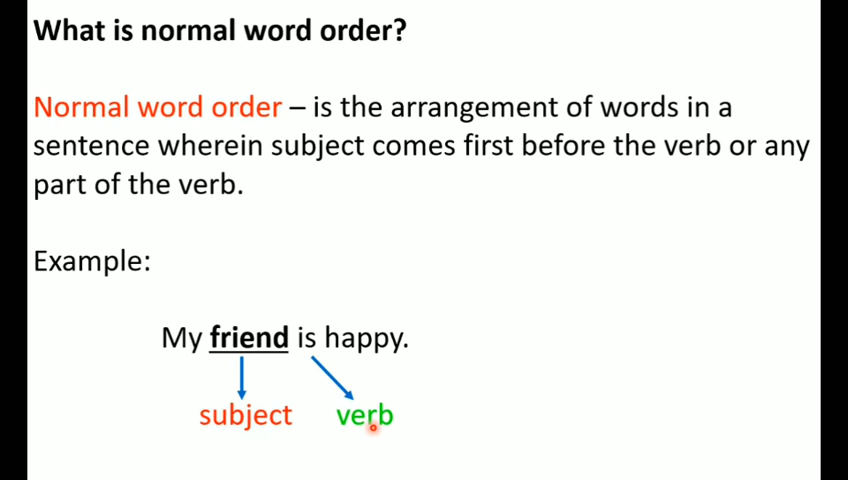 What is normal word order?
Normal word order – is the arrangement of words in a
sentence wherein subject comes first before the verb or any
part of the verb.
Example:
My friend is happy.
subject verb